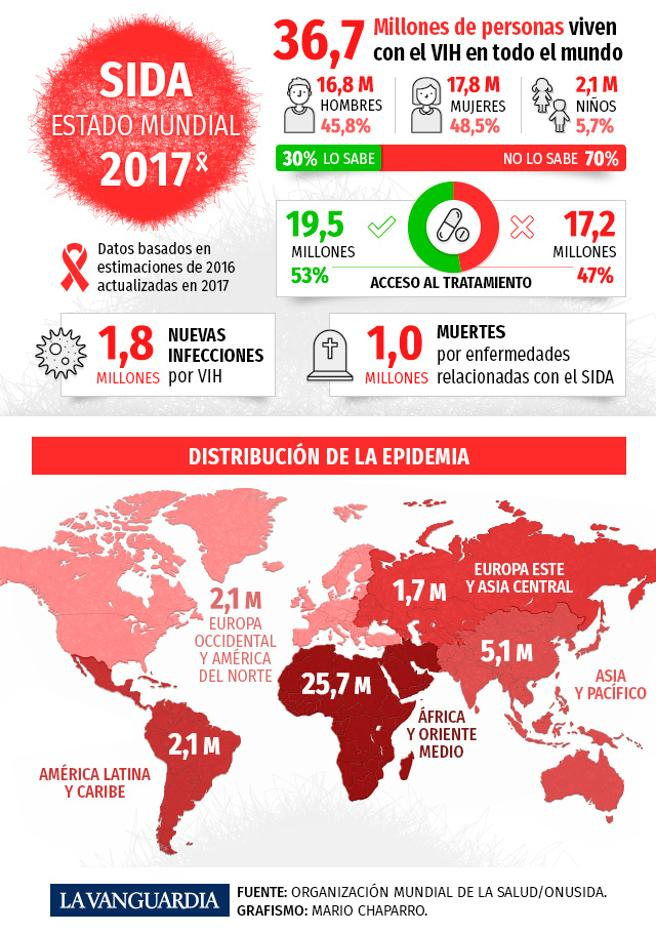 SIDA
ESTADO MUNDIAL
2017
36,7 Millones de personas viven
con el VIH en todo el mundo
16,8 M
HOMBRES
45,8%
17,8 M
MUJERES
48,5%
2,1 M
NIÑOS
5,7%
30% LO SABE
NO LO SABE 70%
Datos basados en
estimaciones de 2016
actualizadas en 2017
19,5
MILLONES
53%
17,2
MILLONES
47%
ACCESO AL TRATAMIENTO
1,8
MILLONES
NUEVAS
INFECCIONES
por VIH
1,0
MILLONES
MUERTES
por enfermedades
relacionadas con el SIDA
DISTRIBUCIÓN DE LA EPIDEMIA
2,1 M
EUROPA
OCCIDENTAL
Y AMÉRICA
DEL NORTE
1,7 M
EUROPA ESTE
Y ASIA CENTRAL
5,1 M
ASIA
Y PACÍFICO
25,7 M
ÁFRICA
Y ORIENTE
MEDIO
2,1 M
AMÉRICA LATINA
Y CARIBE
LA VANGUARDIA
FUENTE: ORGANIZACIÓN MUNDIAL DE LA SALUD/ONUSIDA.
GRAFISMO: MARIO CHAPARRO.